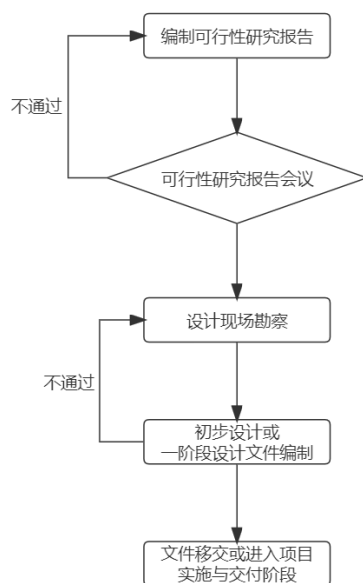 编制可行性研究报告
不通过
可行性研究报告会议
设计现场勘察
不通过
初步设计或
一阶段设计文件编制
文件移交或进入项目
实施与交付阶段